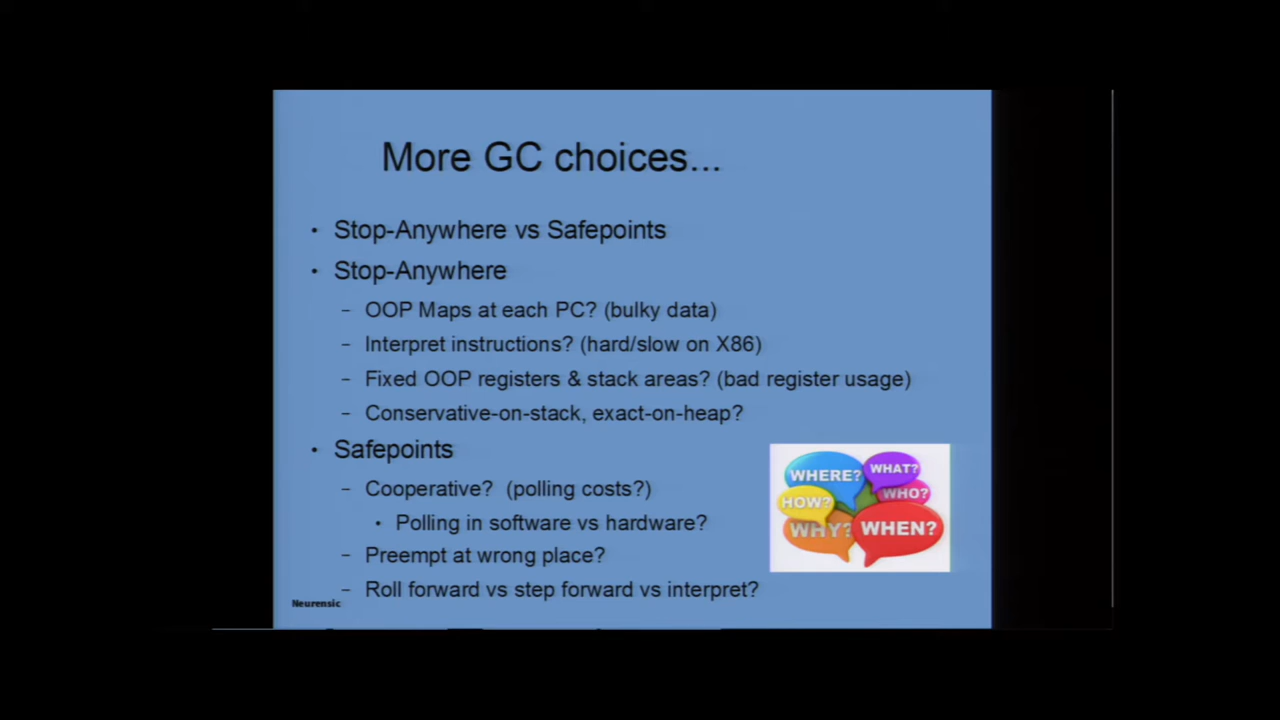 More GC choices...
• Stop-Anywhere vs Safepoints
• Stop-Anywhere
– OOP Maps at each PC? (bulky data)
– Interpret instructions? (hard/slow on X86)
– Fixed OOP registers & stack areas? (bad register usage)
– Conservative-on-stack, exact-on-heap?
• Safepoints
– Cooperative? (polling costs?)
• Polling in software vs hardware?
– Preempt at wrong place?
– Roll forward vs step forward vs interpret?
WHERE?
WHAT?
HOW?
WHO?
WHY?
WHEN?
Neurensic